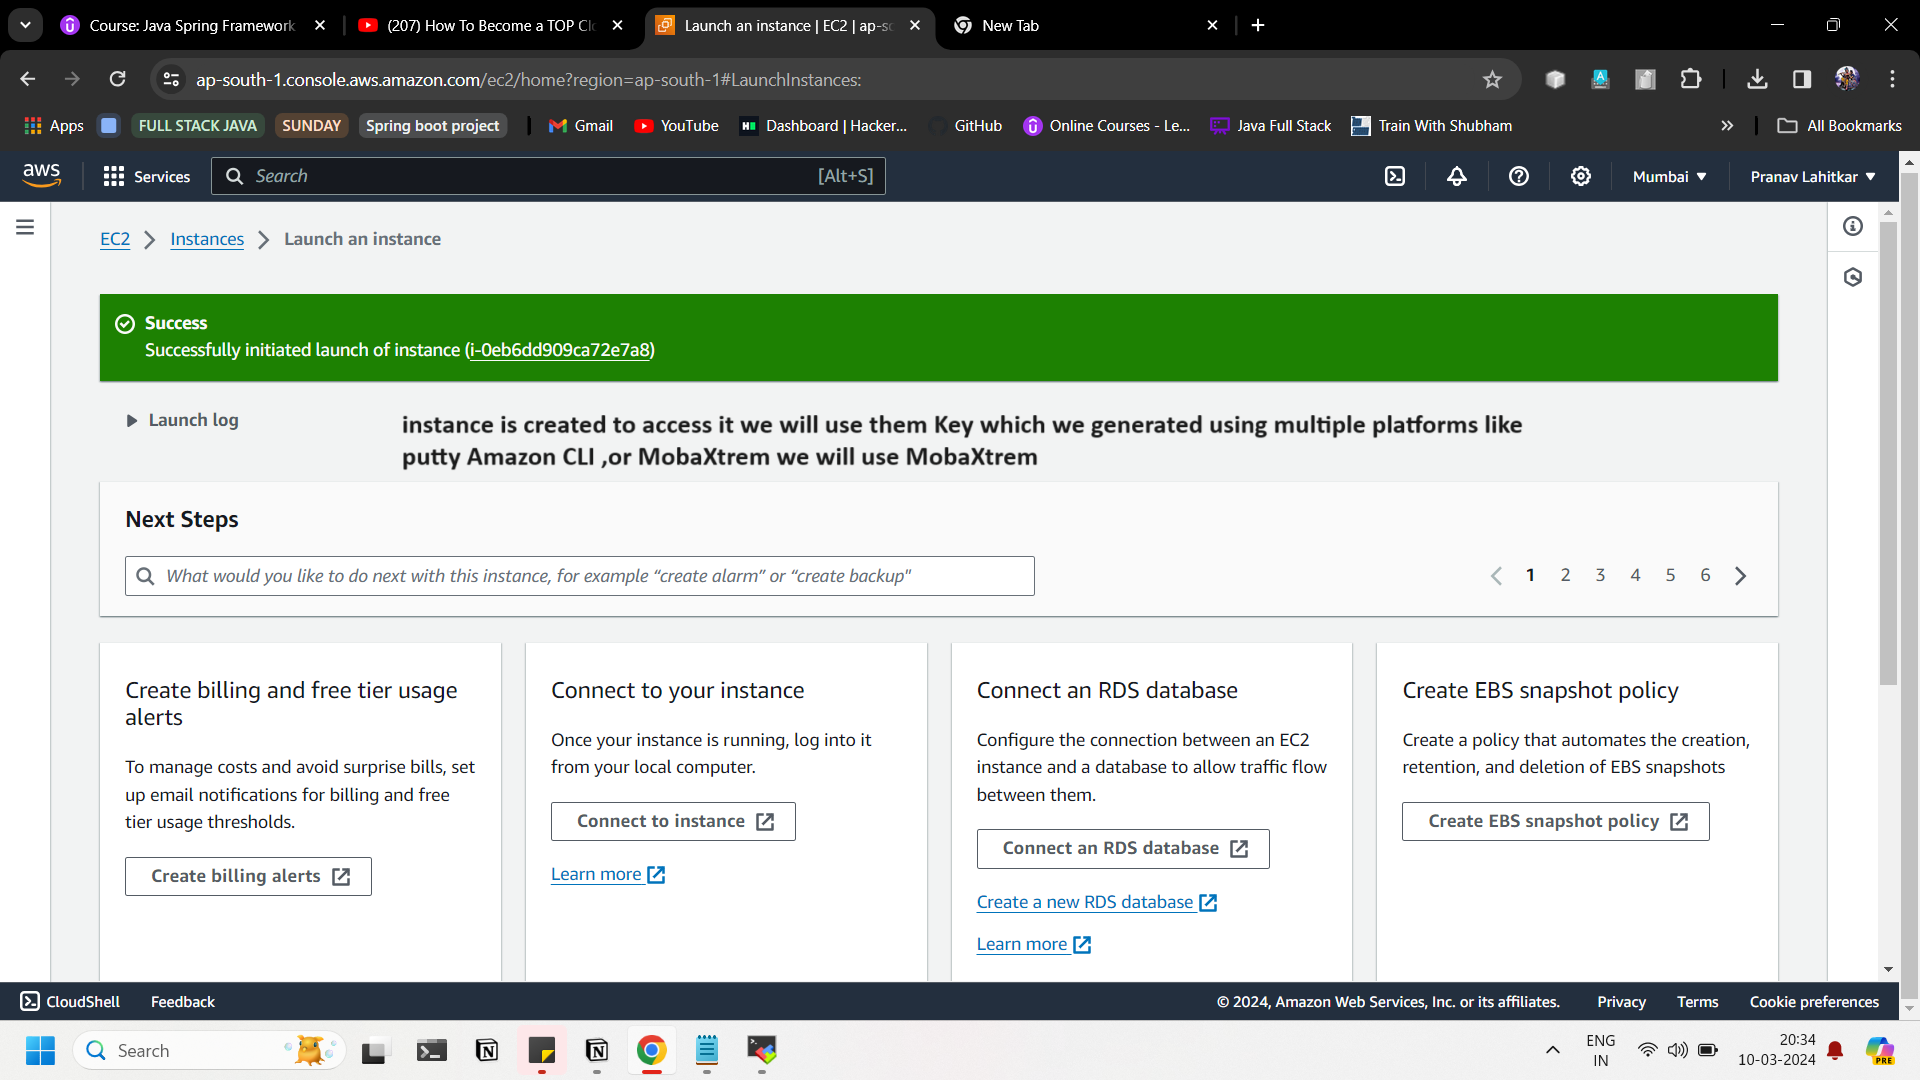 Course: Java Spring Framework
(207) How To Become a TOP Clo
Launch an instance | EC2 | ap-so
New Tab
ap-south-1.console.aws.amazon.com/ec2/home?region=ap-south-1#LaunchInstances:
Apps
FULL STACK JAVA
SUNDAY
Spring boot project
Gmail
YouTube
Dashboard | Hacker...
GitHub
Online Courses - Le...
Java Full Stack
Train With Shubham
All Bookmarks
aws
Services
Search
[Alt+S]
Mumbai
Pranav Lahitkar
EC2
Instances
Launch an instance
Success
Successfully initiated launch of instance (i-0eb6dd909ca72e7a8)
Launch log
instance is created to access it we will use them Key which we generated using multiple platforms like
putty Amazon CLI ,or MobaXtrem we will use MobaXtrem
Next Steps
What would you like to do next with this instance, for example “create alarm” or “create backup"
1 2 3 4 5 6
Create billing and free tier usage
alerts
To manage costs and avoid surprise bills, set
up email notifications for billing and free
tier usage thresholds.
Create billing alerts
Connect to your instance
Once your instance is running, log into it
from your local computer.
Connect to instance
Learn more
Connect an RDS database
Configure the connection between an EC2
instance and a database to allow traffic flow
between them.
Connect an RDS database
Create a new RDS database
Learn more
Create EBS snapshot policy
Create a policy that automates the creation,
retention, and deletion of EBS snapshots
Create EBS snapshot policy
CloudShell
Feedback
© 2024, Amazon Web Services, Inc. or its affiliates.
Privacy
Terms
Cookie preferences
Search
ENG
IN
20:34
10-03-2024
PRE